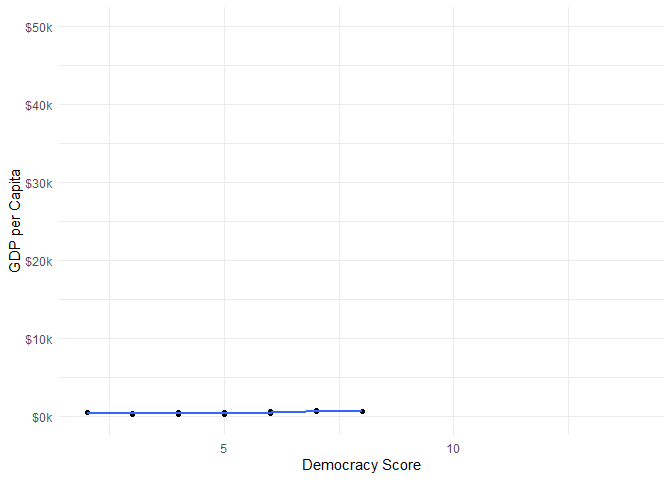 $50k
$40k
$30k
$20k
$10k
$0k
GDP per Capita
5
10
Democracy Score